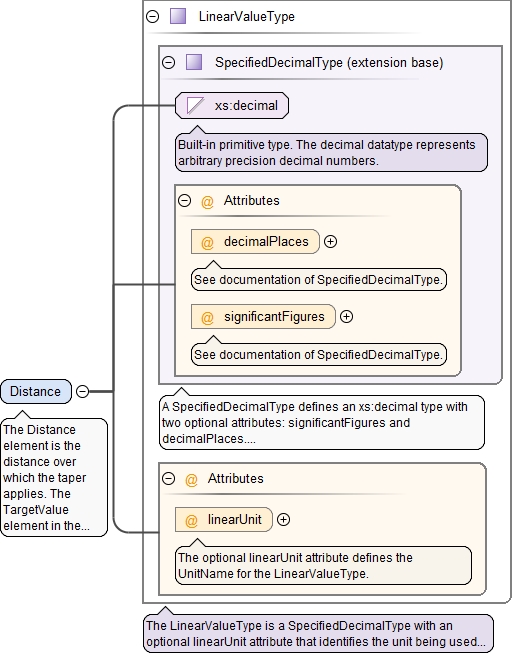 LinearValueType
SpecifiedDecimalType (extension base)
xs:decimal
Built-in primitive type. The decimal datatype represents
arbitrary precision decimal numbers.
@ Attributes
@ decimalPlaces
See documentation of SpecifiedDecimalType.
@ significantFigures
See documentation of SpecifiedDecimalType.
Distance
The Distance
element is the
distance over
which the taper
applies. The
TargetValue
element in the...
A SpecifiedDecimalType defines an xs:decimal type with
two optional attributes: significantFigures and
decimalPlaces....
@ Attributes
@ linearUnit
The optional linearUnit attribute defines the
UnitName for the LinearValueType.
The LinearValueType is a SpecifiedDecimalType with an
optional linearUnit attribute that identifies the unit being used...